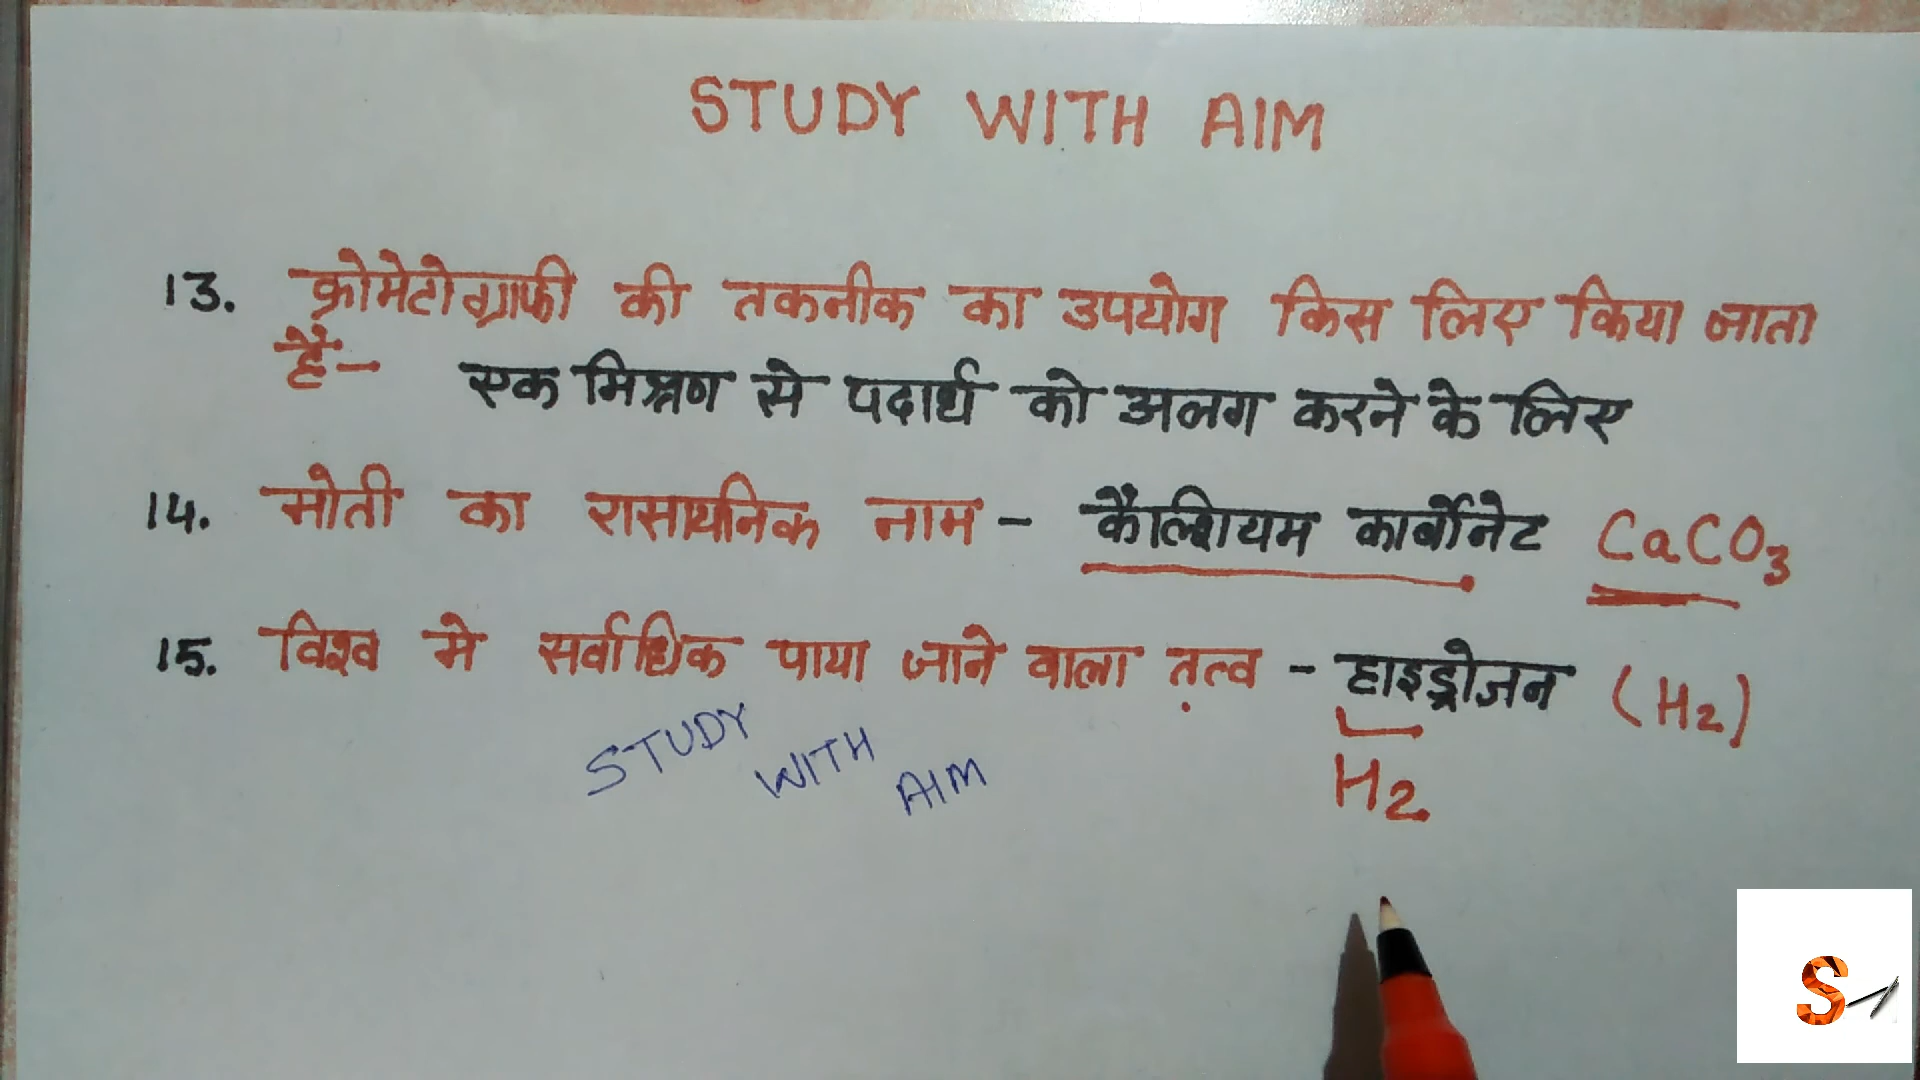 STUDY WITH AIM
13. क्रोमेटोग्राफी की तकनीक का उपयोग किस लिए किया जाता
है- एक मिश्रण से पदार्थ को अलग करने के लिए
14. मोती का रासायनिक नाम - कैल्शियम कार्बोनेट CaCO3
15. विश्व मे सर्वाधिक पाया जाने वाला तत्व - हाइड्रोजन (H2)
H2
STUDY
WITH
AIM
S